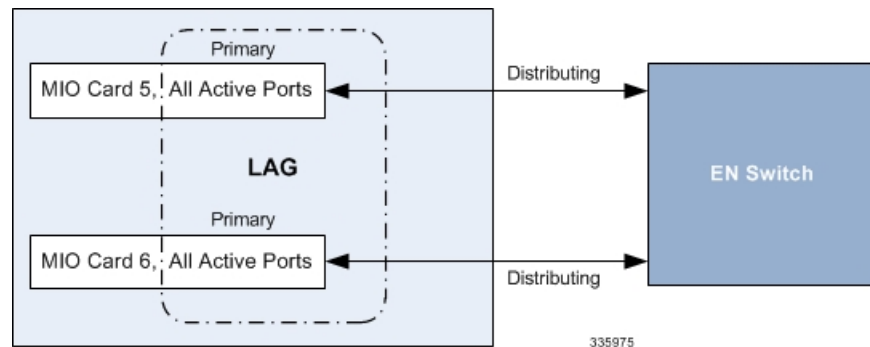 Primary
MIO Card 5, All Active Ports
Distributing
LAG
EN Switch
Primary
MIO Card 6, All Active Ports
Distributing
335975